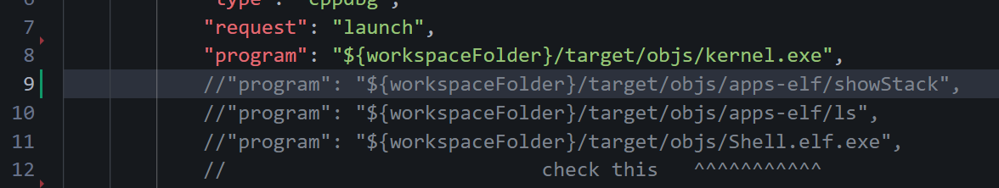 6 "type": "cppdbg",
7 "request": "launch",
8 "program": "${workspaceFolder}/target/objs/kernel.exe",
9 //"program": "${workspaceFolder}/target/objs/apps-elf/showStack",
10 //"program": "${workspaceFolder}/target/objs/apps-elf/ls",
11 //"program": "${workspaceFolder}/target/objs/Shell.elf.exe",
12 // check this ^^^^^^^^^^^